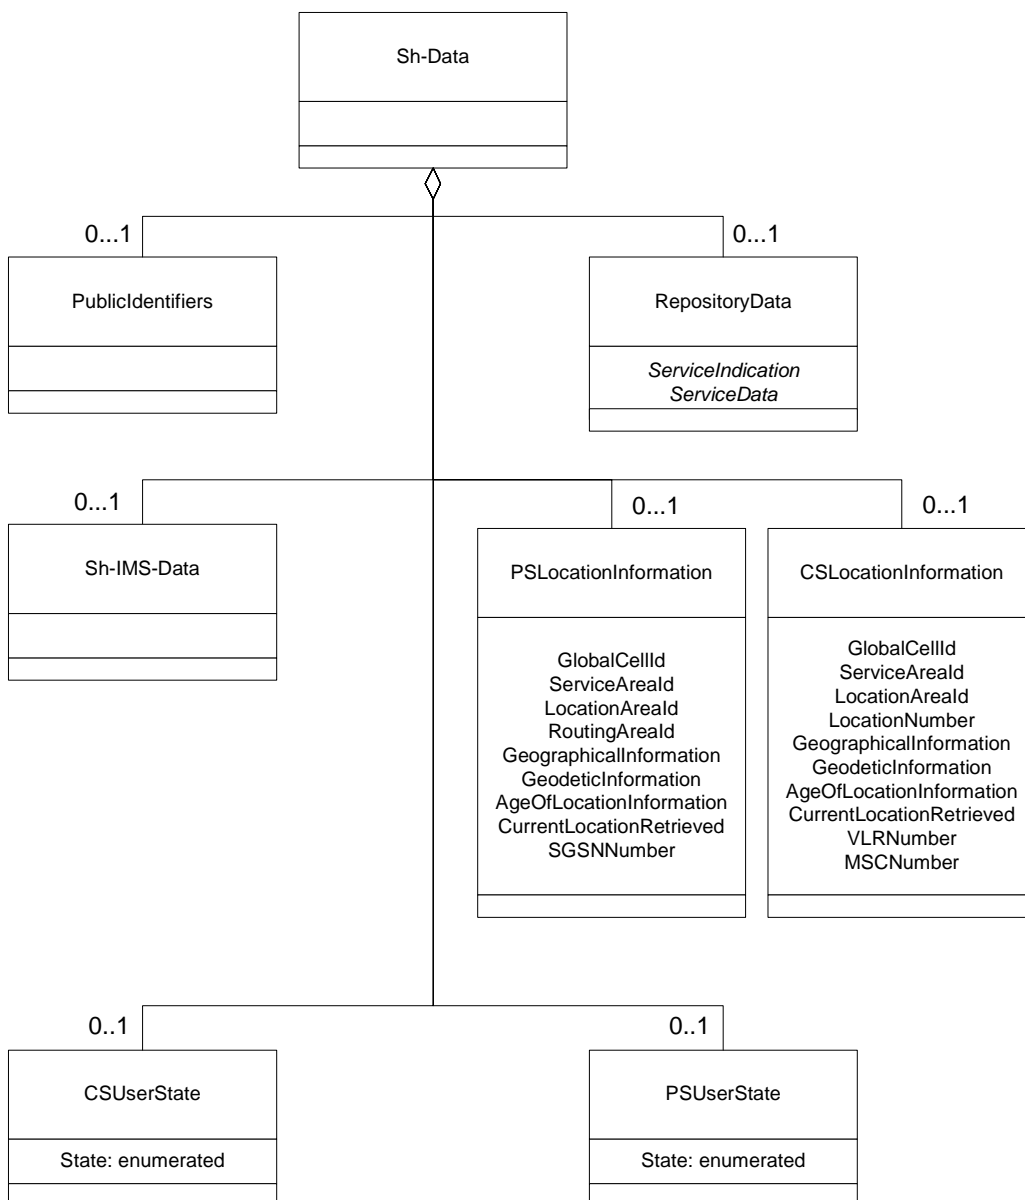 Sh-Data
0...1
0...1
PublicIdentifiers
RepositoryData
ServiceIndication
ServiceData
0...1
0...1
0...1
Sh-IMS-Data
PSLocationInformation
CSLocationInformation
GlobalCellId
ServiceAreaId
LocationAreaId
RoutingAreaId
GeographicalInformation
GeodeticInformation
AgeOfLocationInformation
CurrentLocationRetrieved
SGSNNumber
GlobalCellId
ServiceAreaId
LocationAreaId
LocationNumber
GeographicalInformation
GeodeticInformation
AgeOfLocationInformation
CurrentLocationRetrieved
VLRNumber
MSCNumber
0..1
0..1
CSUserState
PSUserState
State: enumerated
State: enumerated